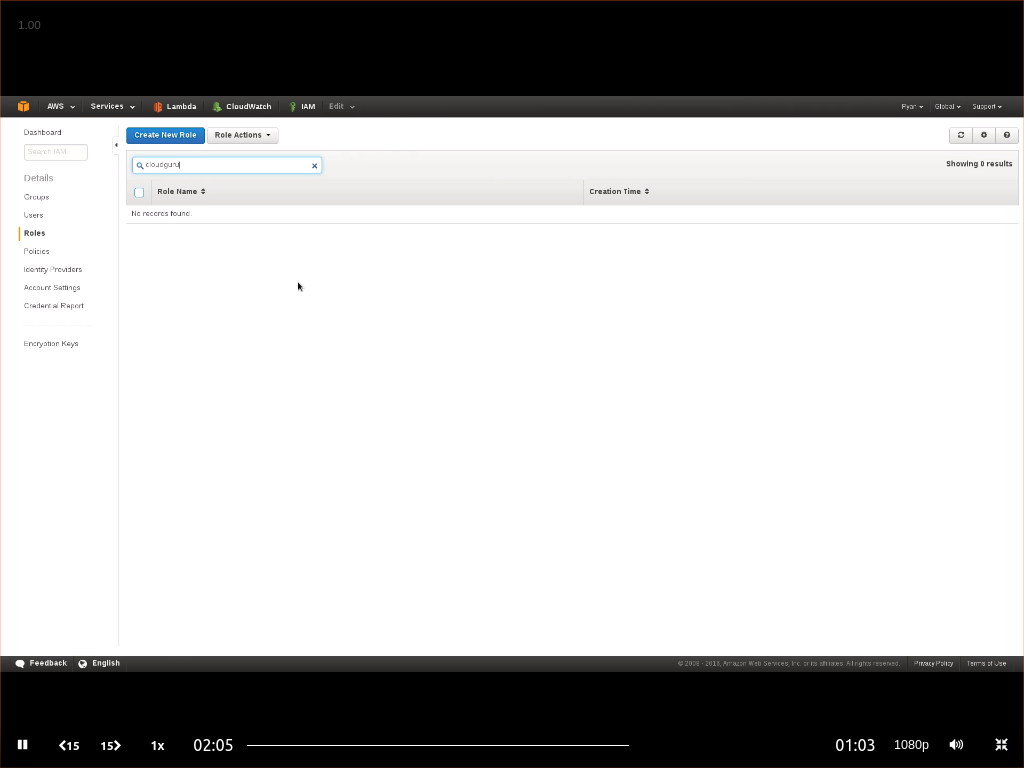 1.00
AWS Services Lambda CloudWatch IAM Edit Ryan Global Support
Dashboard
Search IAM
Details
Groups
Users
Roles
Policies
Identity Providers
Account Settings
Credential Report
Encryption Keys
Create New Role Role Actions
cloudguru
Showing 0 results
Role Name Creation Time
No records found.
Feedback English © 2008 - 2016, Amazon Web Services, Inc. or its affiliates. All rights reserved. Privacy Policy Terms of Use
15 15 1x 02:05 01:03 1080p